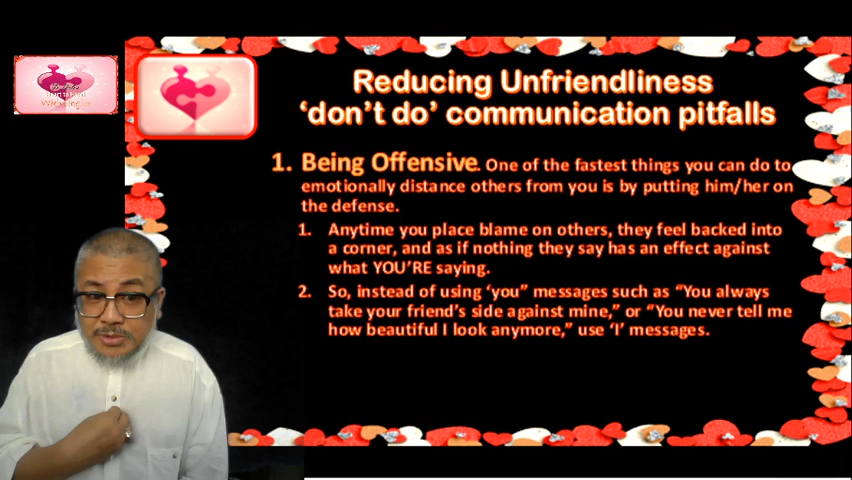 Reducing Unfriendliness
‘don’t do’ communication pitfalls
1. Being Offensive. One of the fastest things you can do to
emotionally distance others from you is by putting him/her on
the defense.
1. Anytime you place blame on others, they feel backed into
a corner, and as if nothing they say has an effect against
what YOU’RE saying.
2. So, instead of using ‘you” messages such as “You always
take your friend’s side against mine,” or “You never tell me
how beautiful I look anymore,” use ‘I’ messages.